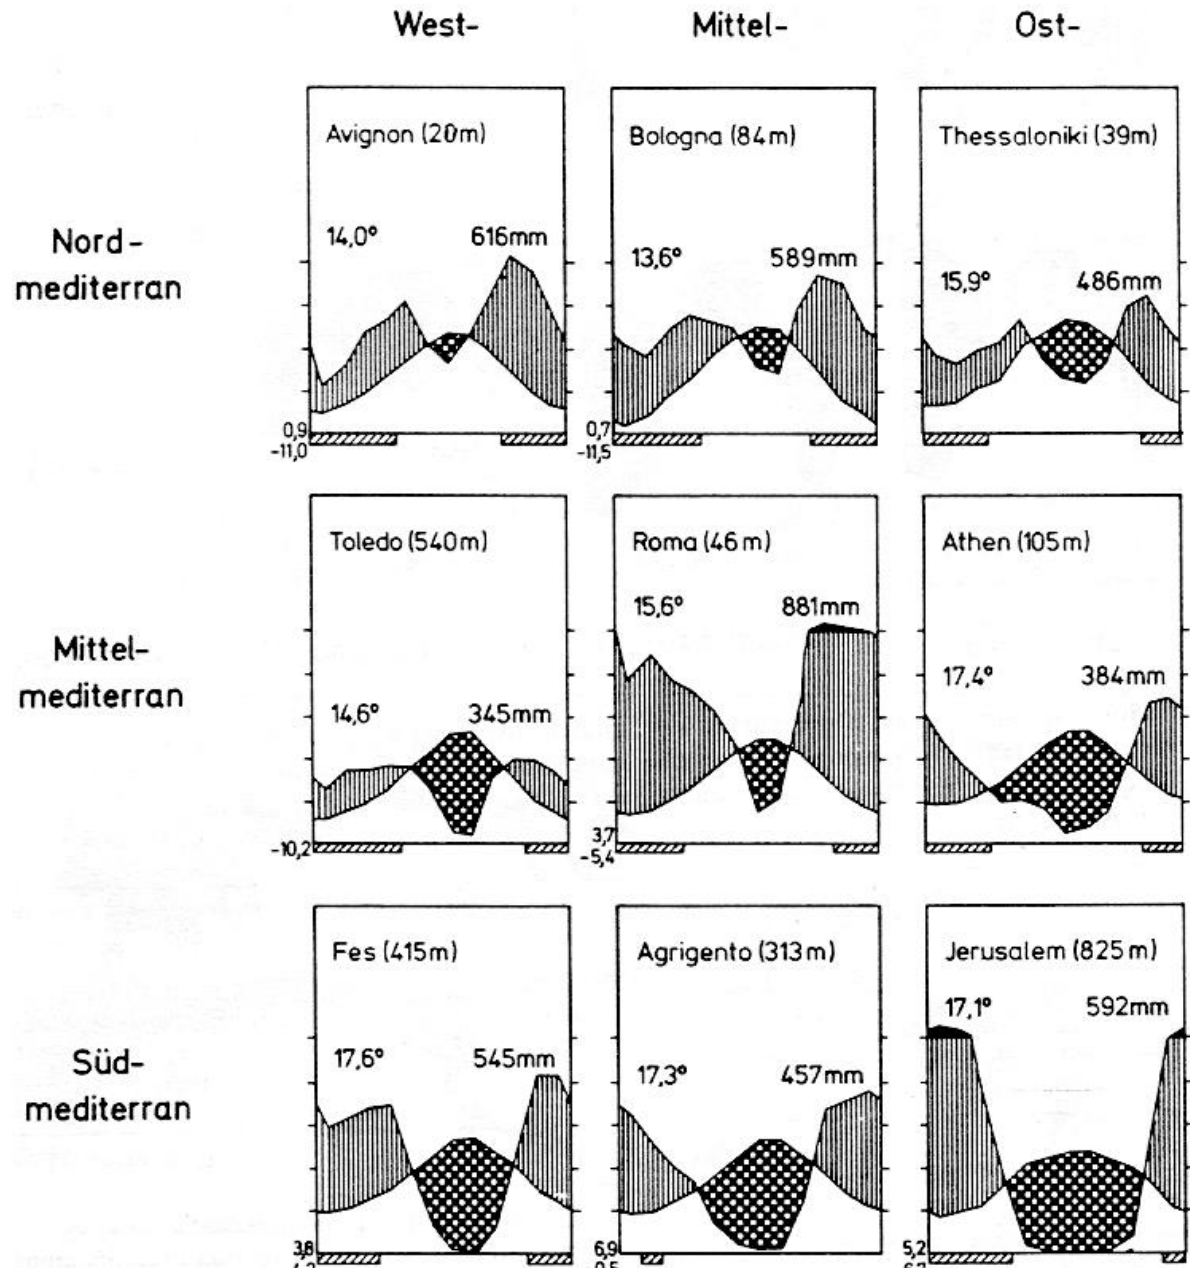 West- Mittel- Ost-
Nord-
mediterran
Avignon (20m)
14,0° 616mm
0,9
-11,0
Bologna (84m)
13,6° 589mm
0,7
-11,5
Thessaloniki (39m)
15,9° 486mm
Mittel-
mediterran
Toledo (540m)
14,6° 345mm
-10,2
Roma (46m)
15,6° 881mm
3,7
-5,4
Athen (105m)
17,4° 384mm
Süd-
mediterran
Fes (415m)
17,6° 545mm
3,8
Agrigento (313m)
17,3° 457mm
6,9
Jerusalem (825m)
17,1° 592mm
5,2